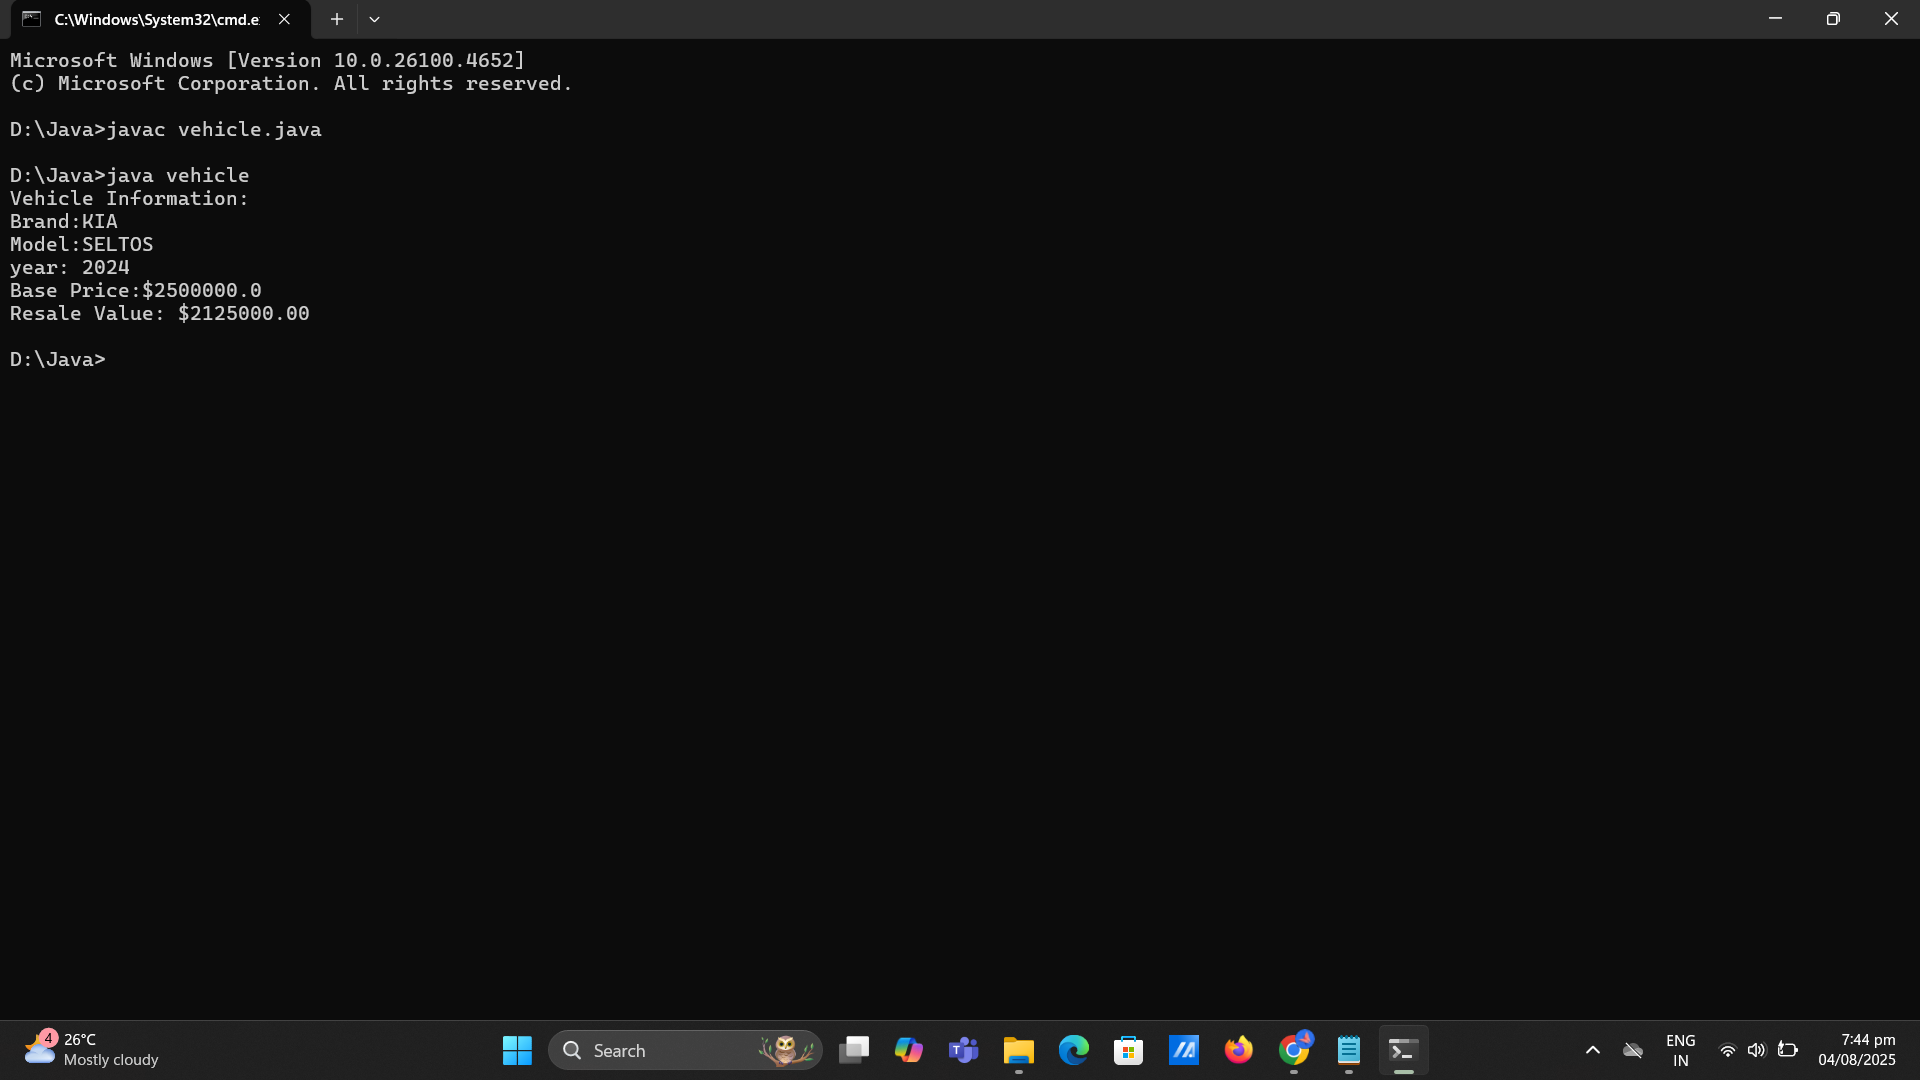 C:\Windows\System32\cmd.e
Microsoft Windows [Version 10.0.26100.4652]
(c) Microsoft Corporation. All rights reserved.
D:\Java>javac vehicle.java
D:\Java>java vehicle
Vehicle Information:
Brand:KIA
Model:SELTOS
year: 2024
Base Price:$2500000.0
Resale Value: $2125000.00
D:\Java>
4
26°C
Mostly cloudy
Search
ENG
IN
7:44 pm
04/08/2025